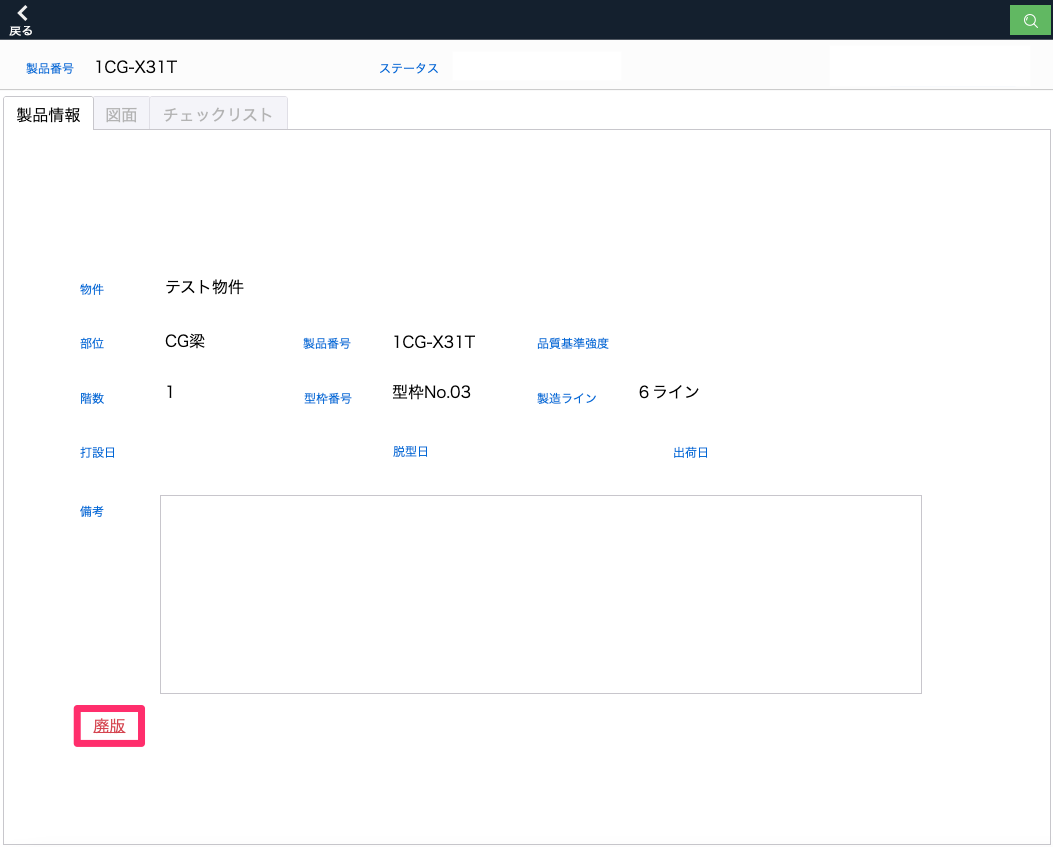 戻る
製品番号 1CG-X31T ステータス
製品情報 図面 チェックリスト
物件 テスト物件
部位 CG梁 製品番号 1CG-X31T 品質基準強度
階数 1 型枠番号 型枠No.03 製造ライン 6 ライン
打設日 脱型日 出荷日
備考
廃版